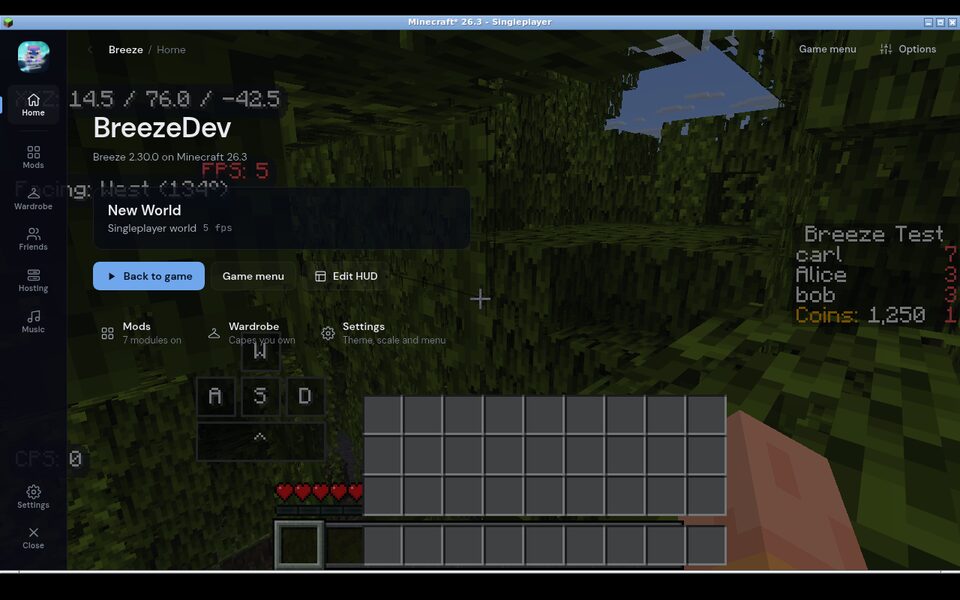 Minecraft* 26.3 - Singleplayer
Breeze / Home
Game menu
Options
14.5 / 76.0 / -42.5
Home
BreezeDev
Breeze 2.30.0 on Minecraft 26.3
FPS: 5
Mods
Facing: West (134°)
Wardrobe
New World
Singleplayer world 5 fps
Friends
Breeze Test
carl 7
Alice 3
bob 3
Coins: 1,250 1
Hosting
Back to game
Game menu
Edit HUD
Music
Mods
7 modules on
Wardrobe
Capes you own
Settings
Theme, scale and menu
W
A
S
D
^
CPS: 0
Settings
Close